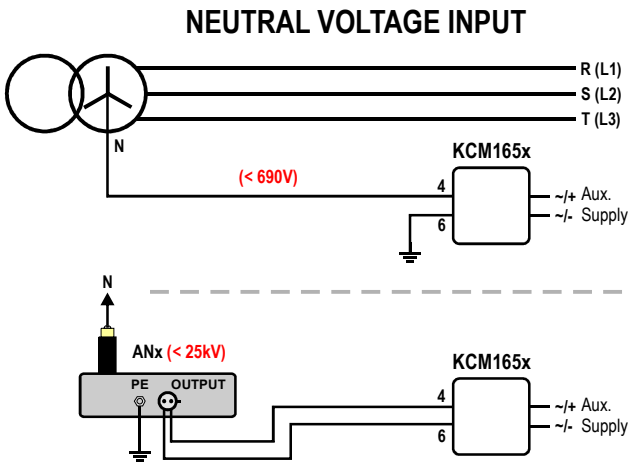 NEUTRAL VOLTAGE INPUT
R (L1)
S (L2)
T (L3)
N
KCM165x
(< 690V)
4
~/+ Aux.
6
~/- Supply
N
ANx (< 25kV)
PE OUTPUT
KCM165x
4
~/+ Aux.
6
~/- Supply